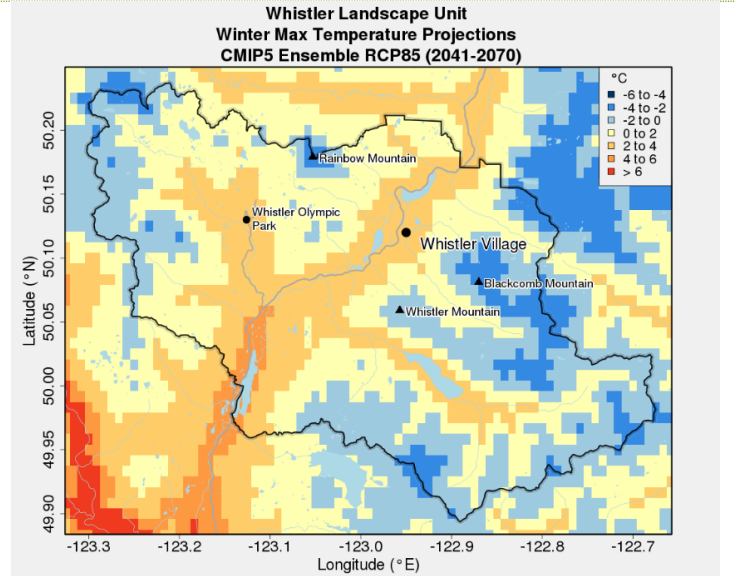 Whistler Landscape Unit
Winter Max Temperature Projections
CMIP5 Ensemble RCP85 (2041-2070)
°C
-6 to -4
-4 to -2
-2 to 0
0 to 2
2 to 4
4 to 6
> 6
Rainbow Mountain
Whistler Olympic
Park
Whistler Village
Blackcomb Mountain
Whistler Mountain
Latitude (°N)
50.20
50.15
50.10
50.05
50.00
49.95
49.90
-123.3
-123.2
-123.1
-123.0
-122.9
-122.8
-122.7
Longitude (°E)